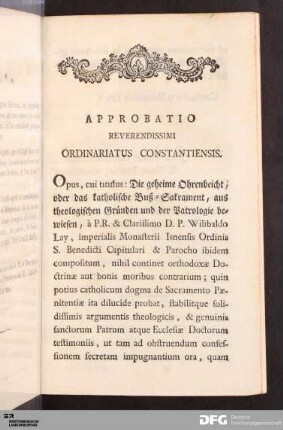 APPROBATIO
REVERENDISSIMI
ORDINARIATUS CONSTANTIENSIS.
Opus, cui titulus: Die geheime Ohrenbeicht,
oder das katholische Buß-Sakrament, aus
theologischen Gründen und der Patrologie be-
wiesen, à P.R. & Clarissimo D. P. Wilibaldo
Lay, imperialis Monasterii Isnensis Ordinis
S. Benedicti Capitulari & Parocho ibidem
compositum, nihil continet orthodoxæ Do-
ctrinæ aut bonis moribus contrarium; quin
potius catholicum dogma de Sacramento Pæ-
nitentiæ ita dilucide probat, stabilitque soli-
dissimis argumentis theologicis, & genuinis
sanctorum Patrum atque Ecclesiæ Doctorum
testimoniis, ut tam ad obstruendum confes-
sionem secretam impugnantium ora, quam
DFG Deutsche
Forschungsgemeinschaft